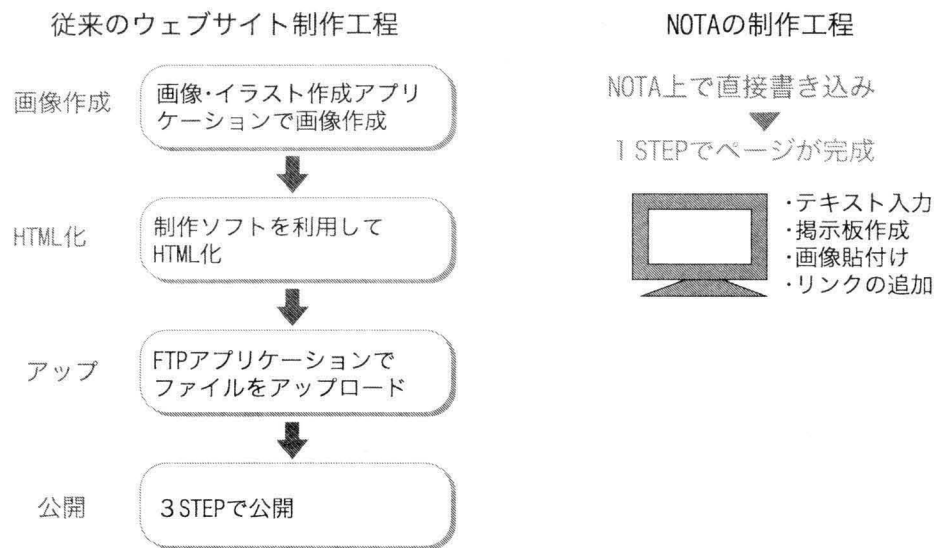 従来のウェブサイト制作工程
画像作成
画像・イラスト作成アプリ
ケーションで画像作成
HTML化
制作ソフトを利用して
HTML化
アップ
FTPアプリケーションで
ファイルをアップロード
公開
3STEPで公開
NOTAの制作工程
NOTA上で直接書き込み
1STEPでページが完成
・テキスト入力
・掲示板作成
・画像貼付け
・リンクの追加